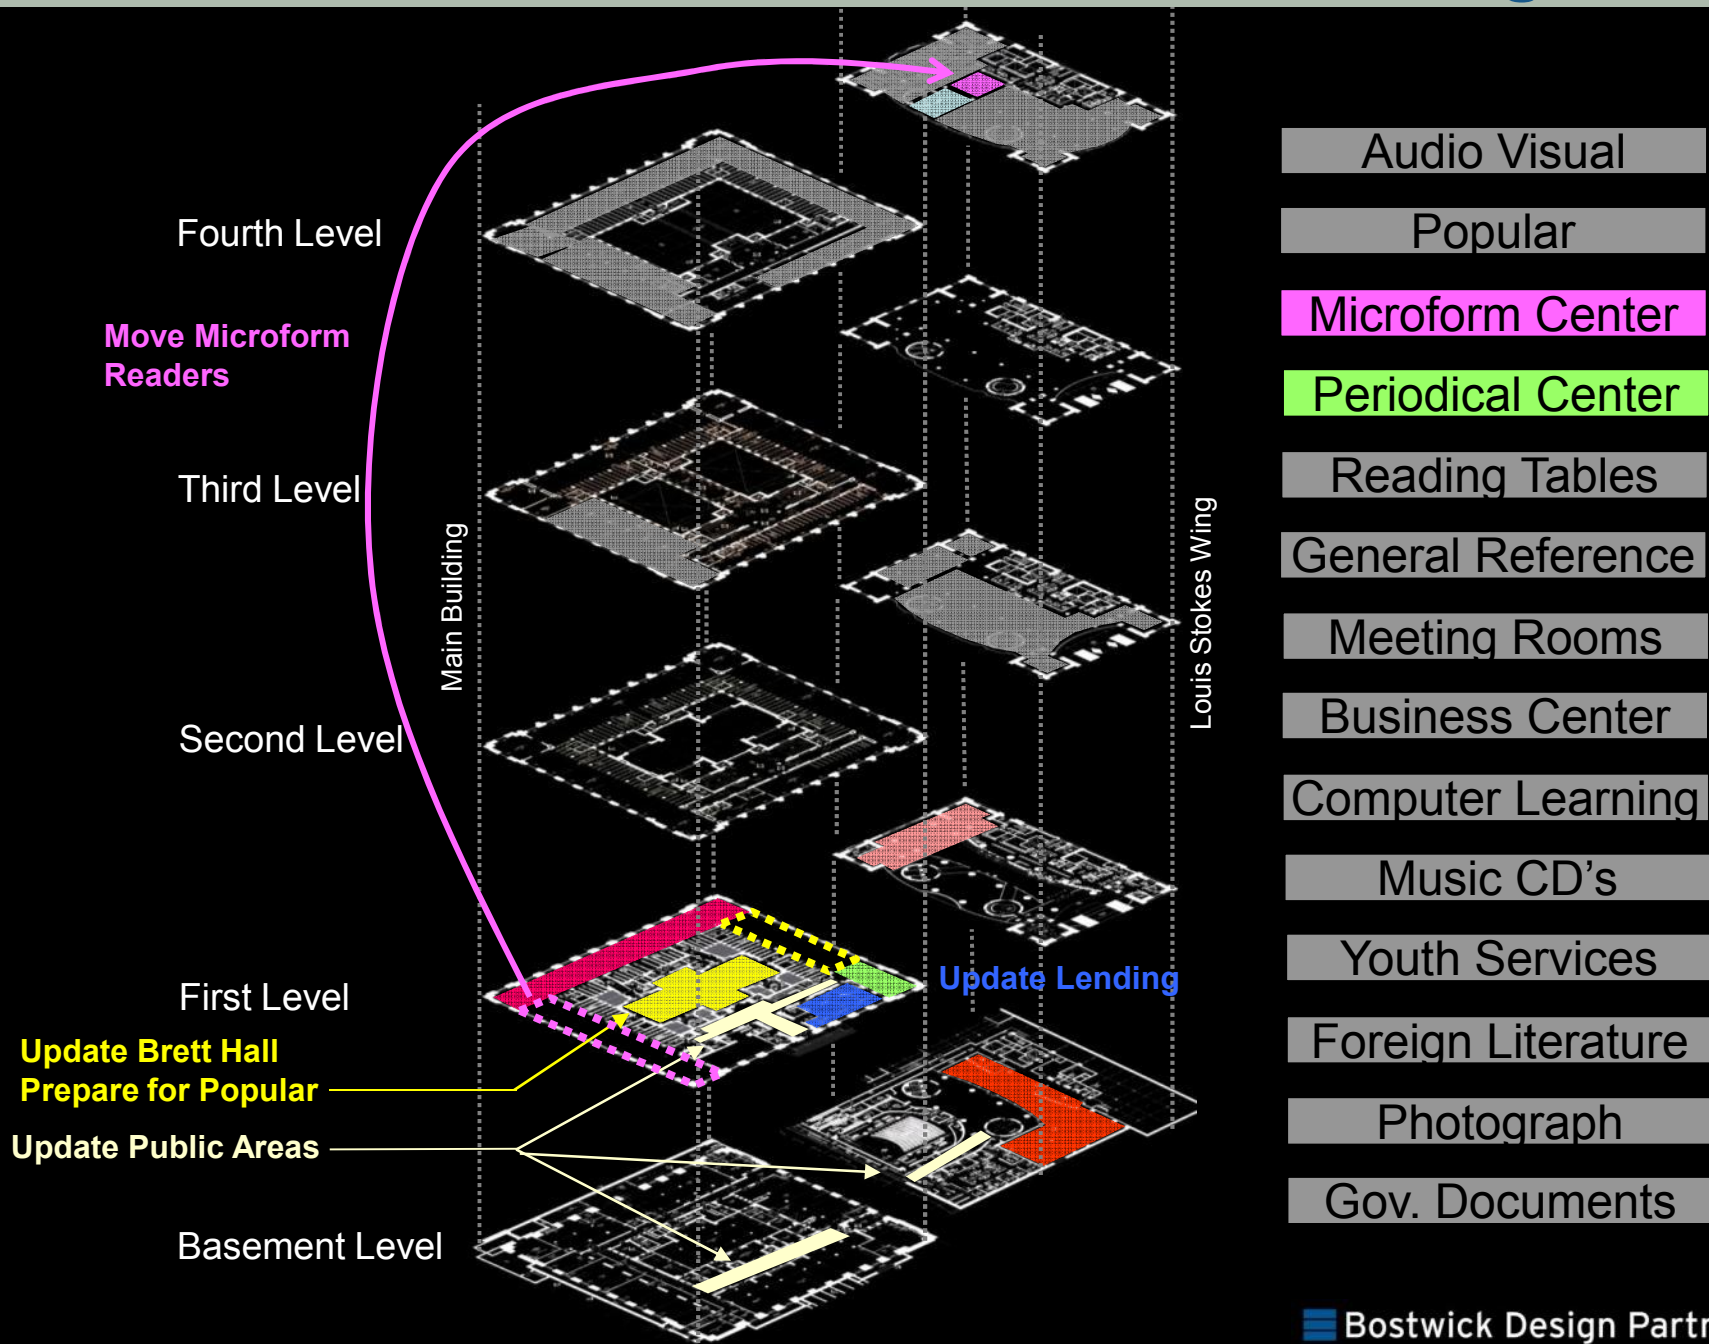 Fourth Level
Move Microform
Readers
Third Level
Main Building
Louis Stokes Wing
Second Level
First Level
Update Lending
Update Brett Hall
Prepare for Popular
Update Public Areas
Basement Level
Audio Visual
Popular
Microform Center
Periodical Center
Reading Tables
General Reference
Meeting Rooms
Business Center
Computer Learning
Music CD’s
Youth Services
Foreign Literature
Photograph
Gov. Documents
Bostwick Design Partn